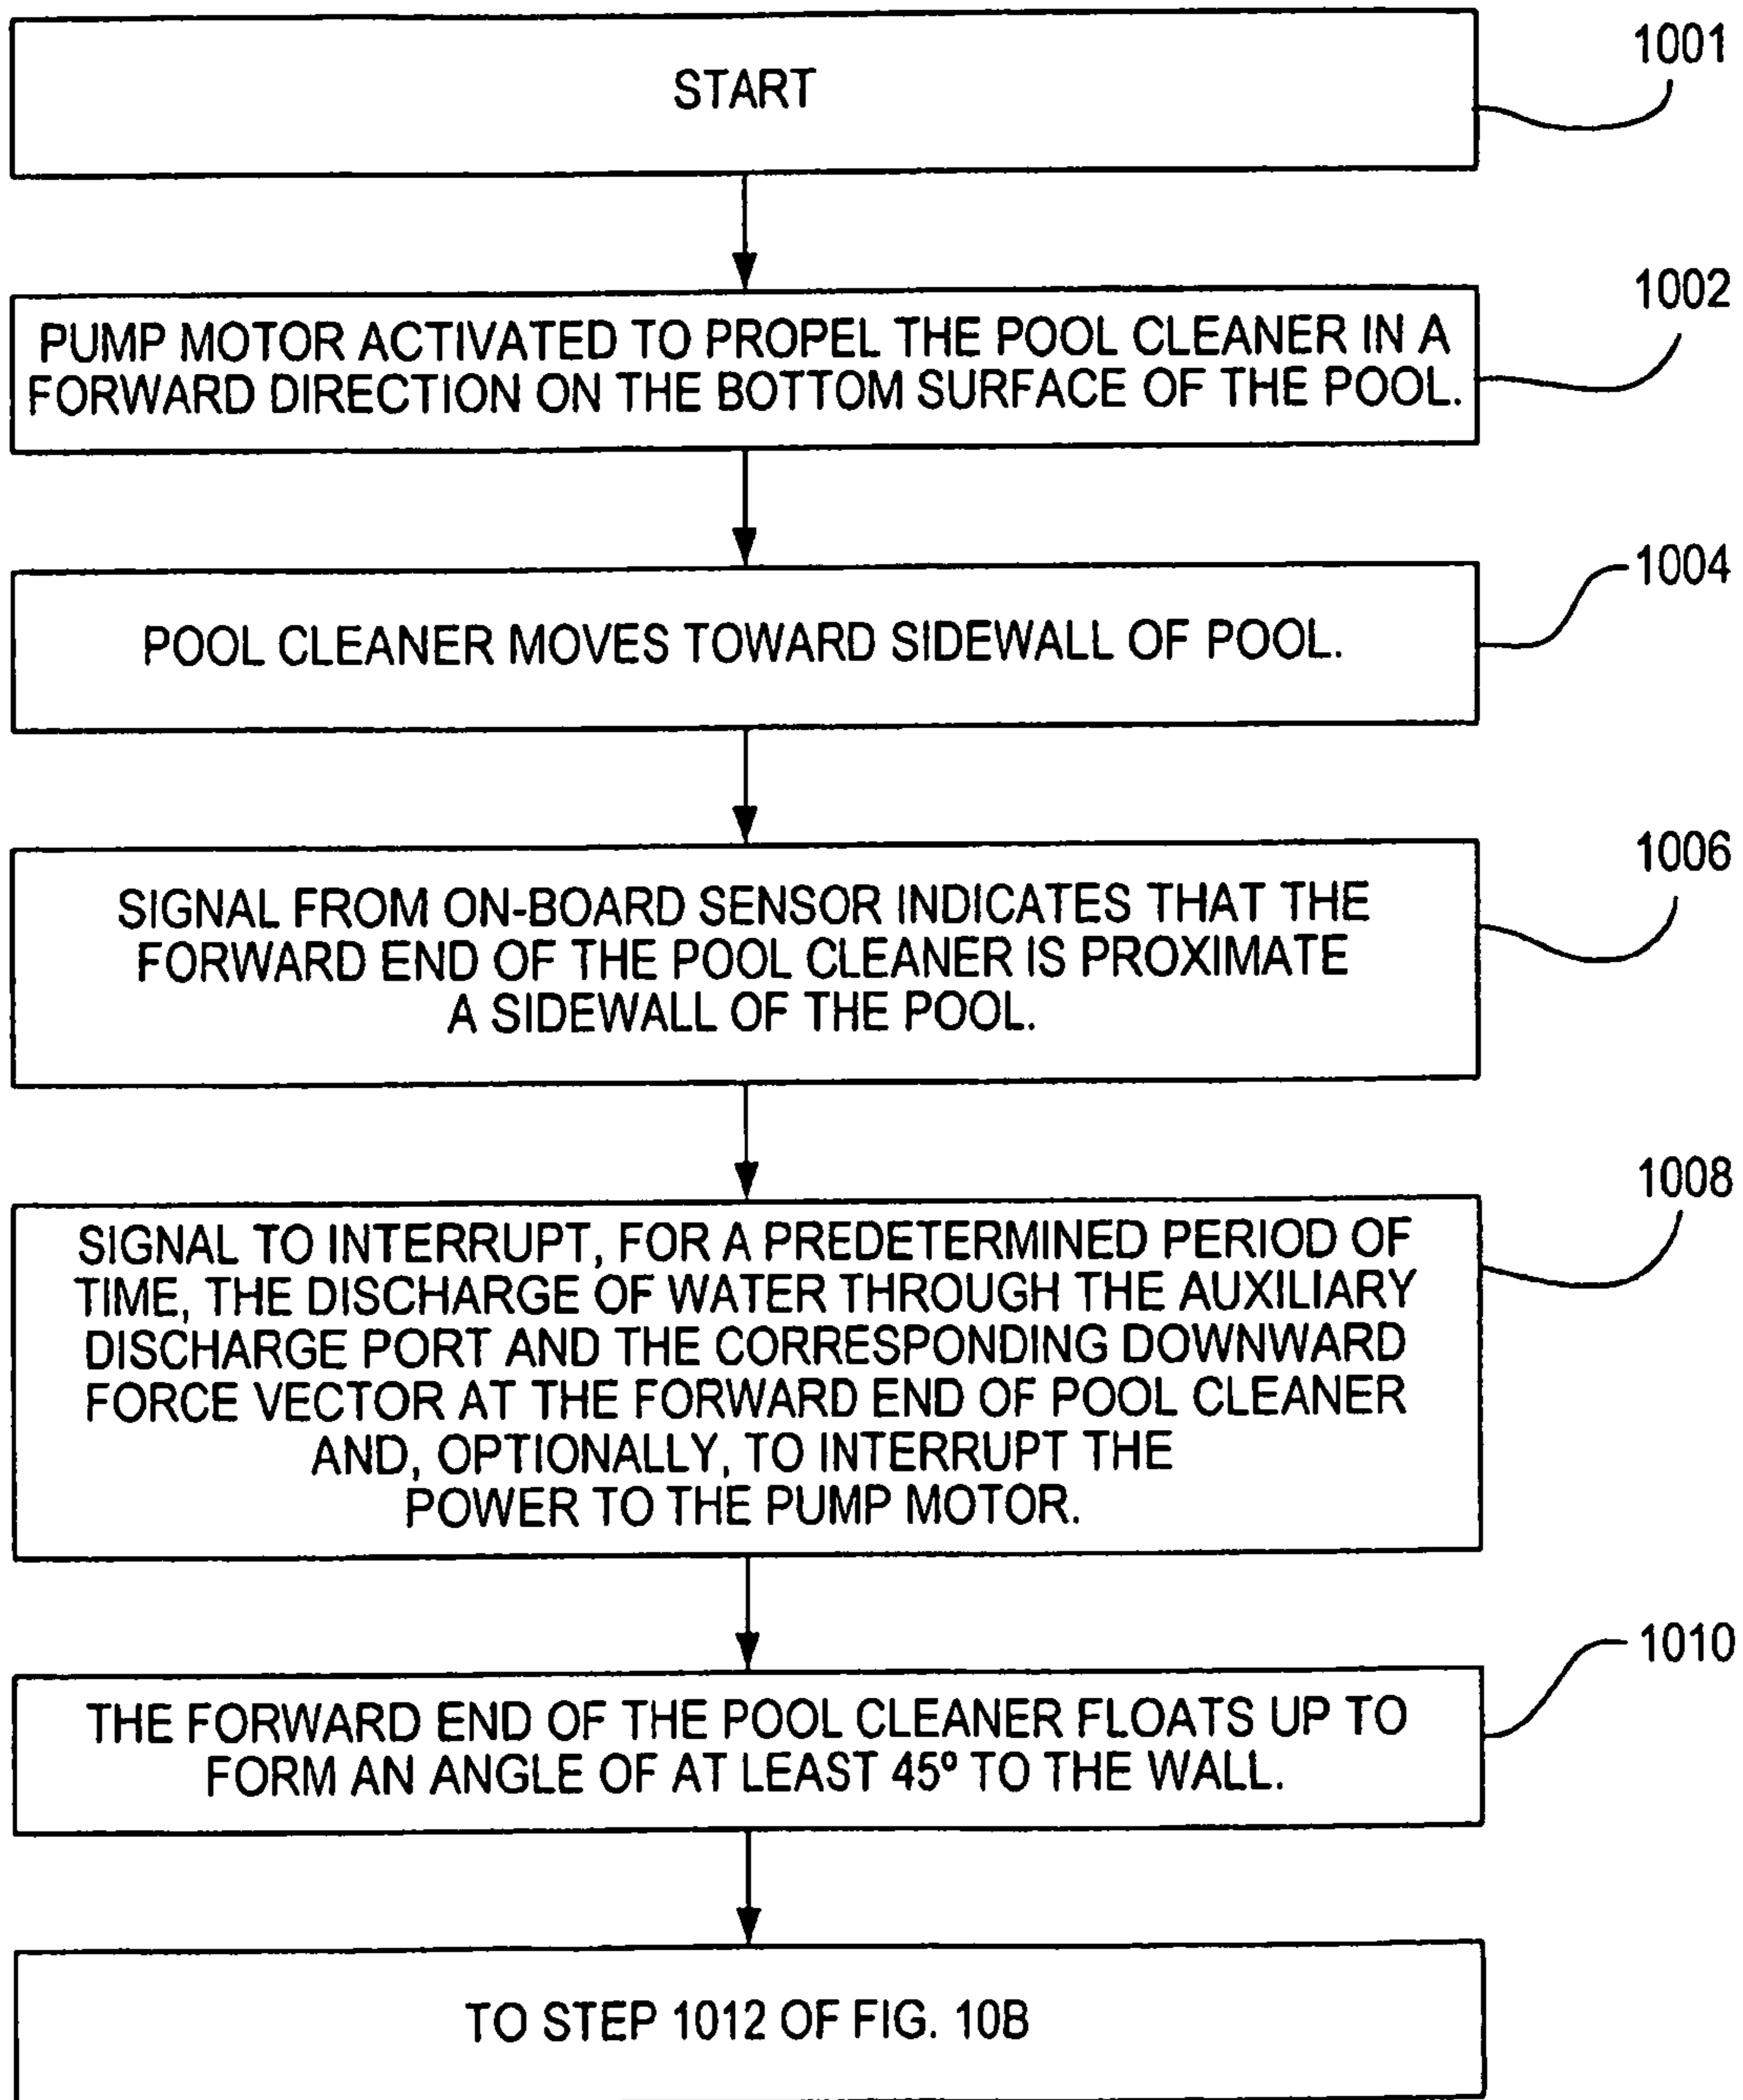 START
1001
PUMP MOTOR ACTIVATED TO PROPEL THE POOL CLEANER IN A
FORWARD DIRECTION ON THE BOTTOM SURFACE OF THE POOL.
1002
POOL CLEANER MOVES TOWARD SIDEWALL OF POOL.
1004
SIGNAL FROM ON-BOARD SENSOR INDICATES THAT THE
FORWARD END OF THE POOL CLEANER IS PROXIMATE
A SIDEWALL OF THE POOL.
1006
SIGNAL TO INTERRUPT, FOR A PREDETERMINED PERIOD OF
TIME, THE DISCHARGE OF WATER THROUGH THE AUXILIARY
DISCHARGE PORT AND THE CORRESPONDING DOWNWARD
FORCE VECTOR AT THE FORWARD END OF POOL CLEANER
AND, OPTIONALLY, TO INTERRUPT THE
POWER TO THE PUMP MOTOR.
1008
THE FORWARD END OF THE POOL CLEANER FLOATS UP TO
FORM AN ANGLE OF AT LEAST 45º TO THE WALL.
1010
TO STEP 1012 OF FIG. 10B